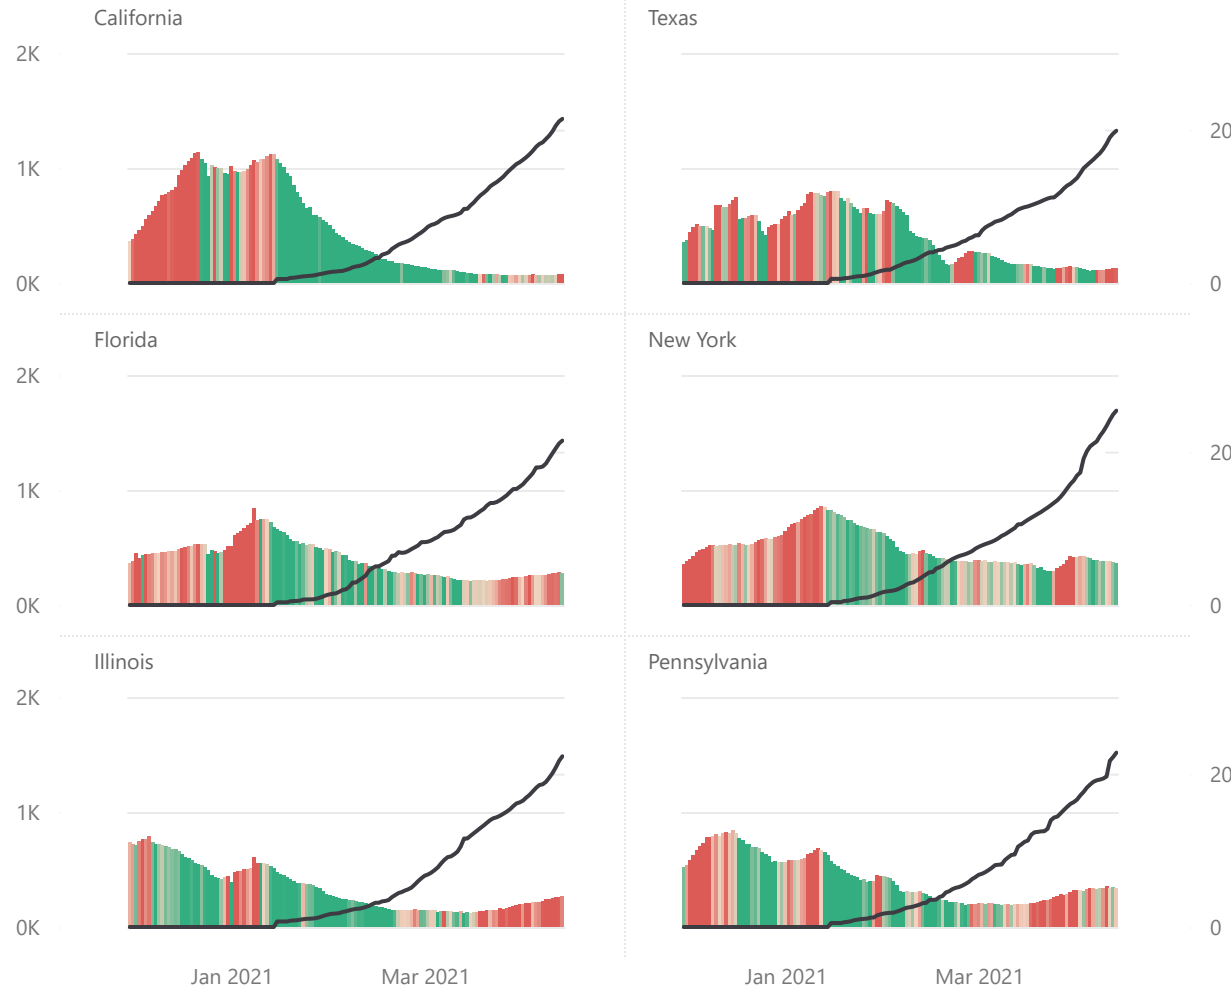 California
Texas
2K
1K
0K
20
0
Florida
New York
2K
1K
0K
20
0
Illinois
Pennsylvania
2K
1K
0K
20
0
Jan 2021
Mar 2021
Jan 2021
Mar 2021